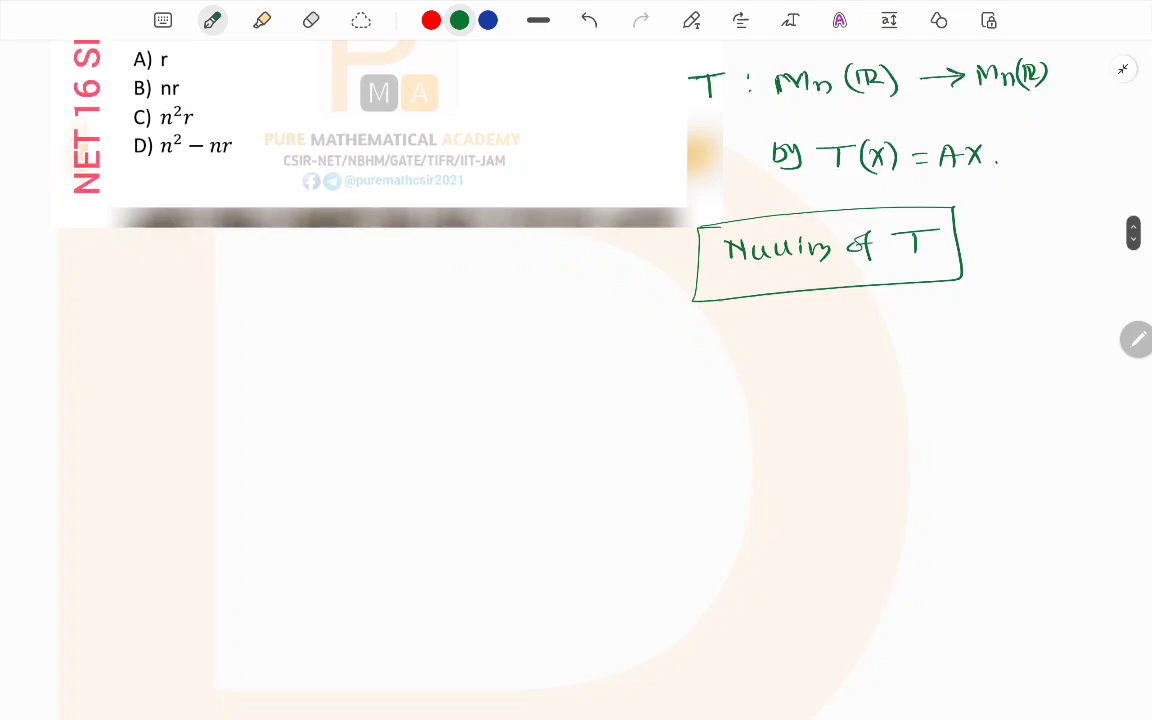 NET 16 SI
A) r
B) nr
C) n²r
D) n² − nr
M A
PURE MATHEMATICAL ACADEMY
CSIR-NET/NBHM/GATE/TIFR/IIT-JAM
@puremathcsir2021
T : Mn (ℝ) → Mn(ℝ)
by T(X) = AX.
of T